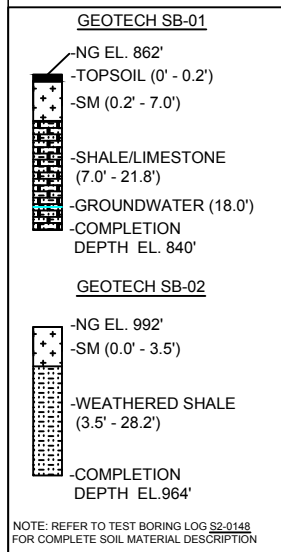 GEOTECH SB-01
-NG EL. 862'
-TOPSOIL (0' - 0.2')
-SM (0.2' - 7.0')
-SHALE/LIMESTONE
(7.0' - 21.8')
-GROUNDWATER (18.0')
-COMPLETION
DEPTH EL. 840'
GEOTECH SB-02
-NG EL. 992'
-SM (0.0' - 3.5')
-WEATHERED SHALE
(3.5' - 28.2')
-COMPLETION
DEPTH EL.964'
NOTE: REFER TO TEST BORING LOG S2-0148
FOR COMPLETE SOIL MATERIAL DESCRIPTION